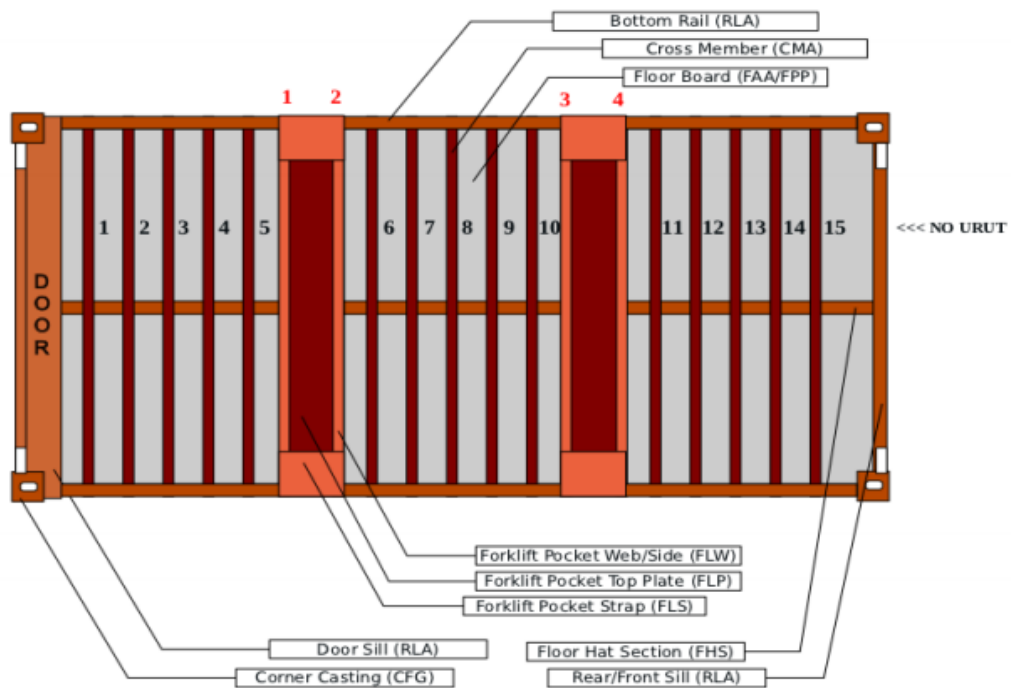 Bottom Rail (RLA)
Cross Member (CMA)
Floor Board (FAA/FPP)
1 2 3 4
1 2 3 4 5 6 7 8 9 10 11 12 13 14 15 <<< NO URUT
DOOR
Forklift Pocket Web/Side (FLW)
Forklift Pocket Top Plate (FLP)
Forklift Pocket Strap (FLS)
Door Sill (RLA)
Floor Hat Section (FHS)
Corner Casting (CFG)
Rear/Front Sill (RLA)